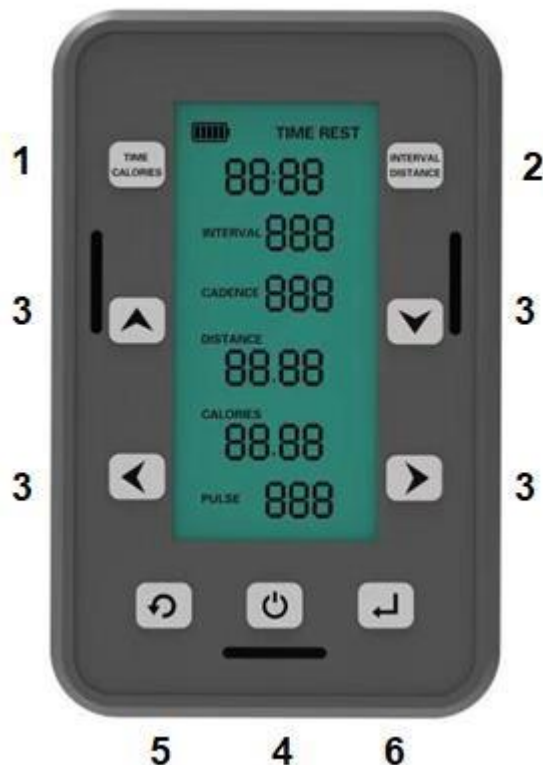 TIME REST
1
TIME
CALORIES
88:88
INTERVAL
DISTANCE
2
INTERVAL 888
3
CADENCE 888
3
DISTANCE
88.88
CALORIES
88.88
3
3
PULSE 888
5
4
6